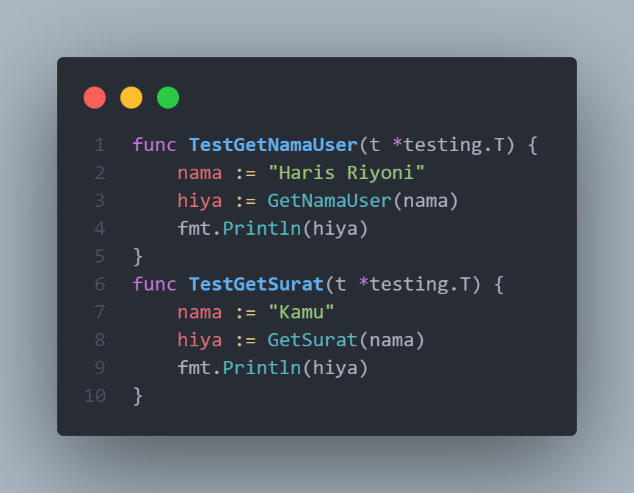 1 func TestGetNamaUser(t *testing.T) {
2     nama := "Haris Riyoni"
3     hiya := GetNamaUser(nama)
4     fmt.Println(hiya)
5 }
6 func TestGetSurat(t *testing.T) {
7     nama := "Kamu"
8     hiya := GetSurat(nama)
9     fmt.Println(hiya)
10 }